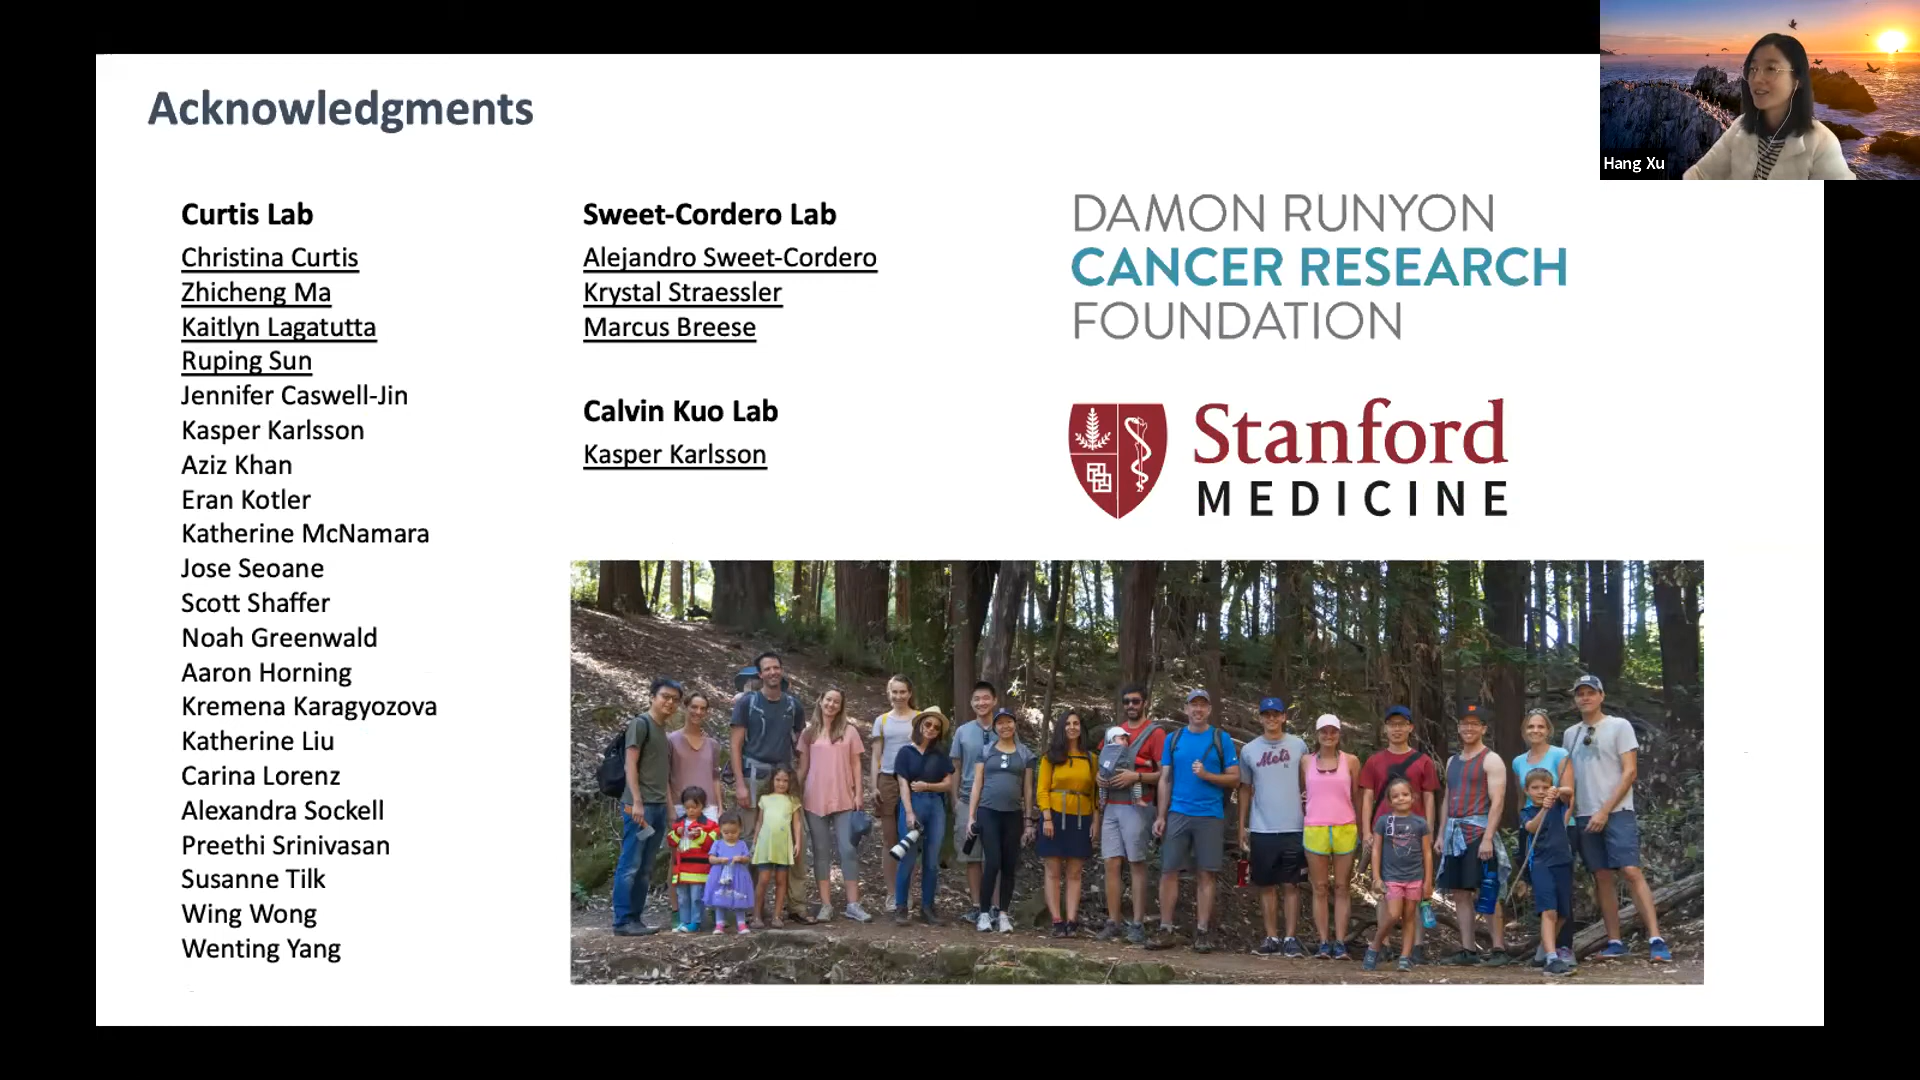 Acknowledgments
Curtis Lab
Christina Curtis
Zhicheng Ma
Kaitlyn Lagatutta
Ruping Sun
Jennifer Caswell-Jin
Kasper Karlsson
Aziz Khan
Eran Kotler
Katherine McNamara
Jose Seoane
Scott Shaffer
Noah Greenwald
Aaron Horning
Kremena Karagyozova
Katherine Liu
Carina Lorenz
Alexandra Sockell
Preethi Srinivasan
Susanne Tilk
Wing Wong
Wenting Yang
Sweet-Cordero Lab
Alejandro Sweet-Cordero
Krystal Straessler
Marcus Breese
Calvin Kuo Lab
Kasper Karlsson
DAMON RUNYON
CANCER RESEARCH
FOUNDATION
Stanford
MEDICINE
Mets
Hang Xu